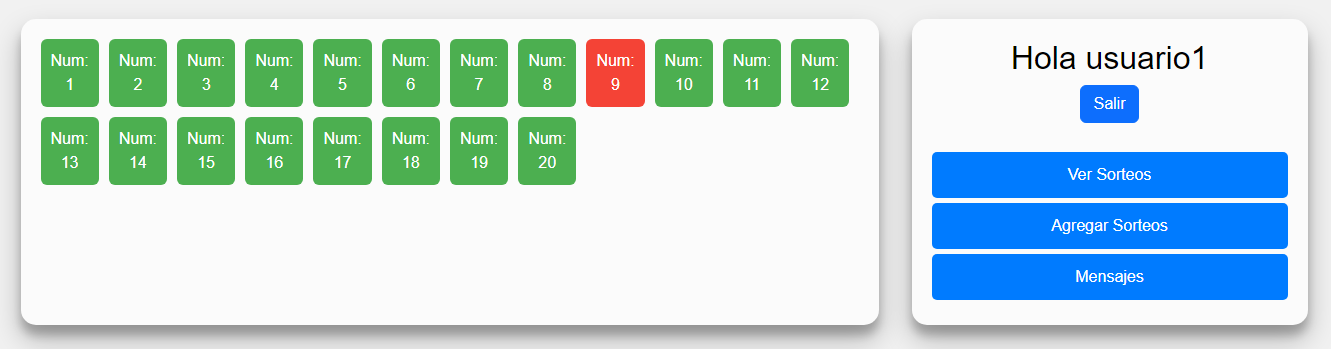 Num: Num: Num: Num: Num: Num: Num: Num: Num: Num: Num: Num:
1 2 3 4 5 6 7 8 9 10 11 12
Num: Num: Num: Num: Num: Num: Num: Num:
13 14 15 16 17 18 19 20
Hola usuario1
Salir
Ver Sorteos
Agregar Sorteos
Mensajes